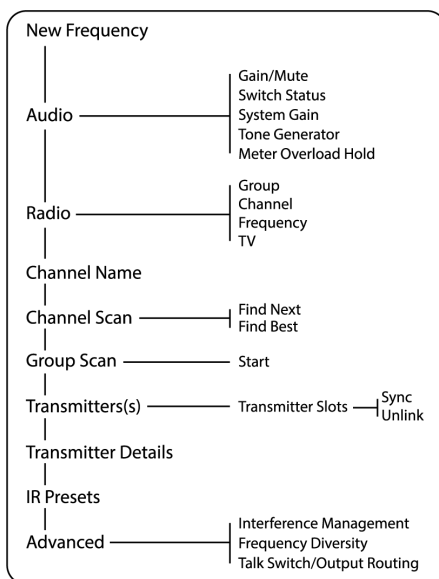 New Frequency
Audio
Gain/Mute
Switch Status
System Gain
Tone Generator
Meter Overload Hold
Radio
Group
Channel
Frequency
TV
Channel Name
Channel Scan
Find Next
Find Best
Group Scan
Start
Transmitters(s)
Transmitter Slots
Sync
Unlink
Transmitter Details
IR Presets
Advanced
Interference Management
Frequency Diversity
Talk Switch/Output Routing